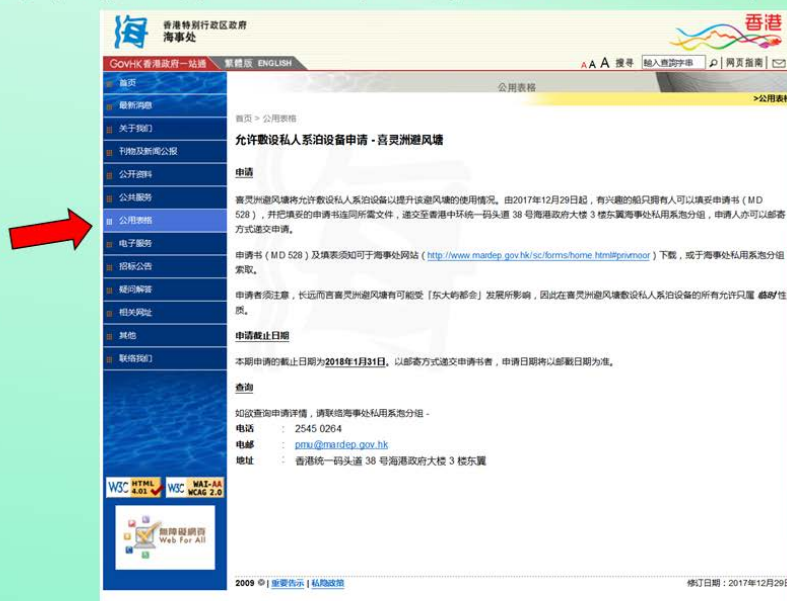 香港特别行政区政府
海事处
香港
GovHK香港政府一站通 繁體版 ENGLISH
A A A 搜寻 輸入查詢字串 网页指南
首页
最新消息
关于我们
刊物及新闻公报
公开资料
公共服务
公用表格
电子服务
招标公告
疑问解答
相关网址
其他
联络我们
公用表格
>公用表格
首页 > 公用表格
允许敷设私人系泊设备申请 - 喜灵洲避风塘
申请
喜灵洲避风塘将允许敷设私人系泊设备以提升该避风塘的使用情况。由2017年12月29日起，有兴趣的船只拥有人可以填妥申请书（MD
528），并把填妥的申请书连同所需文件，递交至香港中环统一码头道 38 号海港政府大楼 3 楼东翼海事处私用系泡分组，申请人亦可以邮寄
方式递交申请。
申请书（MD 528）及填表须知可于海事处网站（http://www.mardep.gov.hk/sc/forms/home.html#privmoor）下载，或于海事处私用系泡分组
索取。
申请者须注意，长远而言喜灵洲避风塘有可能受「东大屿都会」发展所影响，因此在喜灵洲避风塘敷设私人系泊设备的所有允许只属 临时 性
质。
申请截止日期
本期申请的截止日期为2018年1月31日。以邮寄方式递交申请书者，申请日期将以邮戳日期为准。
查询
如欲查询申请详情，请联络海事处私用系泡分组 -
电话 : 2545 0264
电邮 : pmu@mardep.gov.hk
地址 : 香港统一码头道 38 号海港政府大楼 3 楼东翼
W3C HTML 4.01 W3C WAI-AA WCAG 2.0
無障礙網頁
Web For All
2009 © | 重要告示 | 私隐政策
修订日期：2017年12月29日